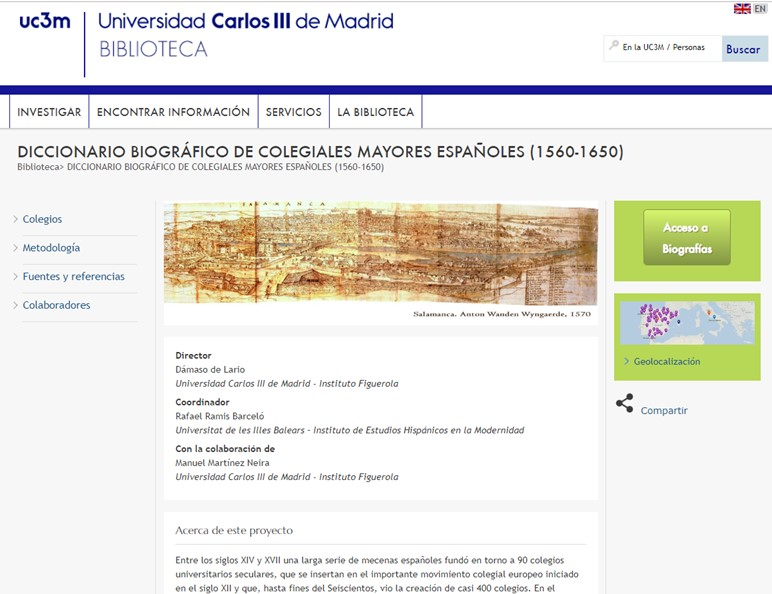 uc3m
Universidad Carlos III de Madrid
BIBLIOTECA
EN
En la UC3M / Personas
Buscar
INVESTIGAR
ENCONTRAR INFORMACIÓN
SERVICIOS
LA BIBLIOTECA
DICCIONARIO BIOGRÁFICO DE COLEGIALES MAYORES ESPAÑOLES (1560-1650)
Biblioteca> DICCIONARIO BIOGRÁFICO DE COLEGIALES MAYORES ESPAÑOLES (1560-1650)
Colegios
Metodología
Fuentes y referencias
Colaboradores
SALAMANCA
Salamanca. Anton Wanden Wyngaerde, 1570
Director
Dámaso de Lario
Universidad Carlos III de Madrid - Instituto Figuerola
Coordinador
Rafael Ramis Barceló
Universitat de les Illes Balears - Instituto de Estudios Hispánicos en la Modernidad
Con la colaboración de
Manuel Martínez Neira
Universidad Carlos III de Madrid - Instituto Figuerola
Acerca de este proyecto
Entre los siglos XIV y XVII una larga serie de mecenas españoles fundó en torno a 90 colegios
universitarios seculares, que se insertan en el importante movimiento colegial europeo iniciado
en el siglo XII y que, hasta fines del Seiscientos, vio la creación de casi 400 colegios. En el
Acceso a
Biografías
Geolocalización
Compartir